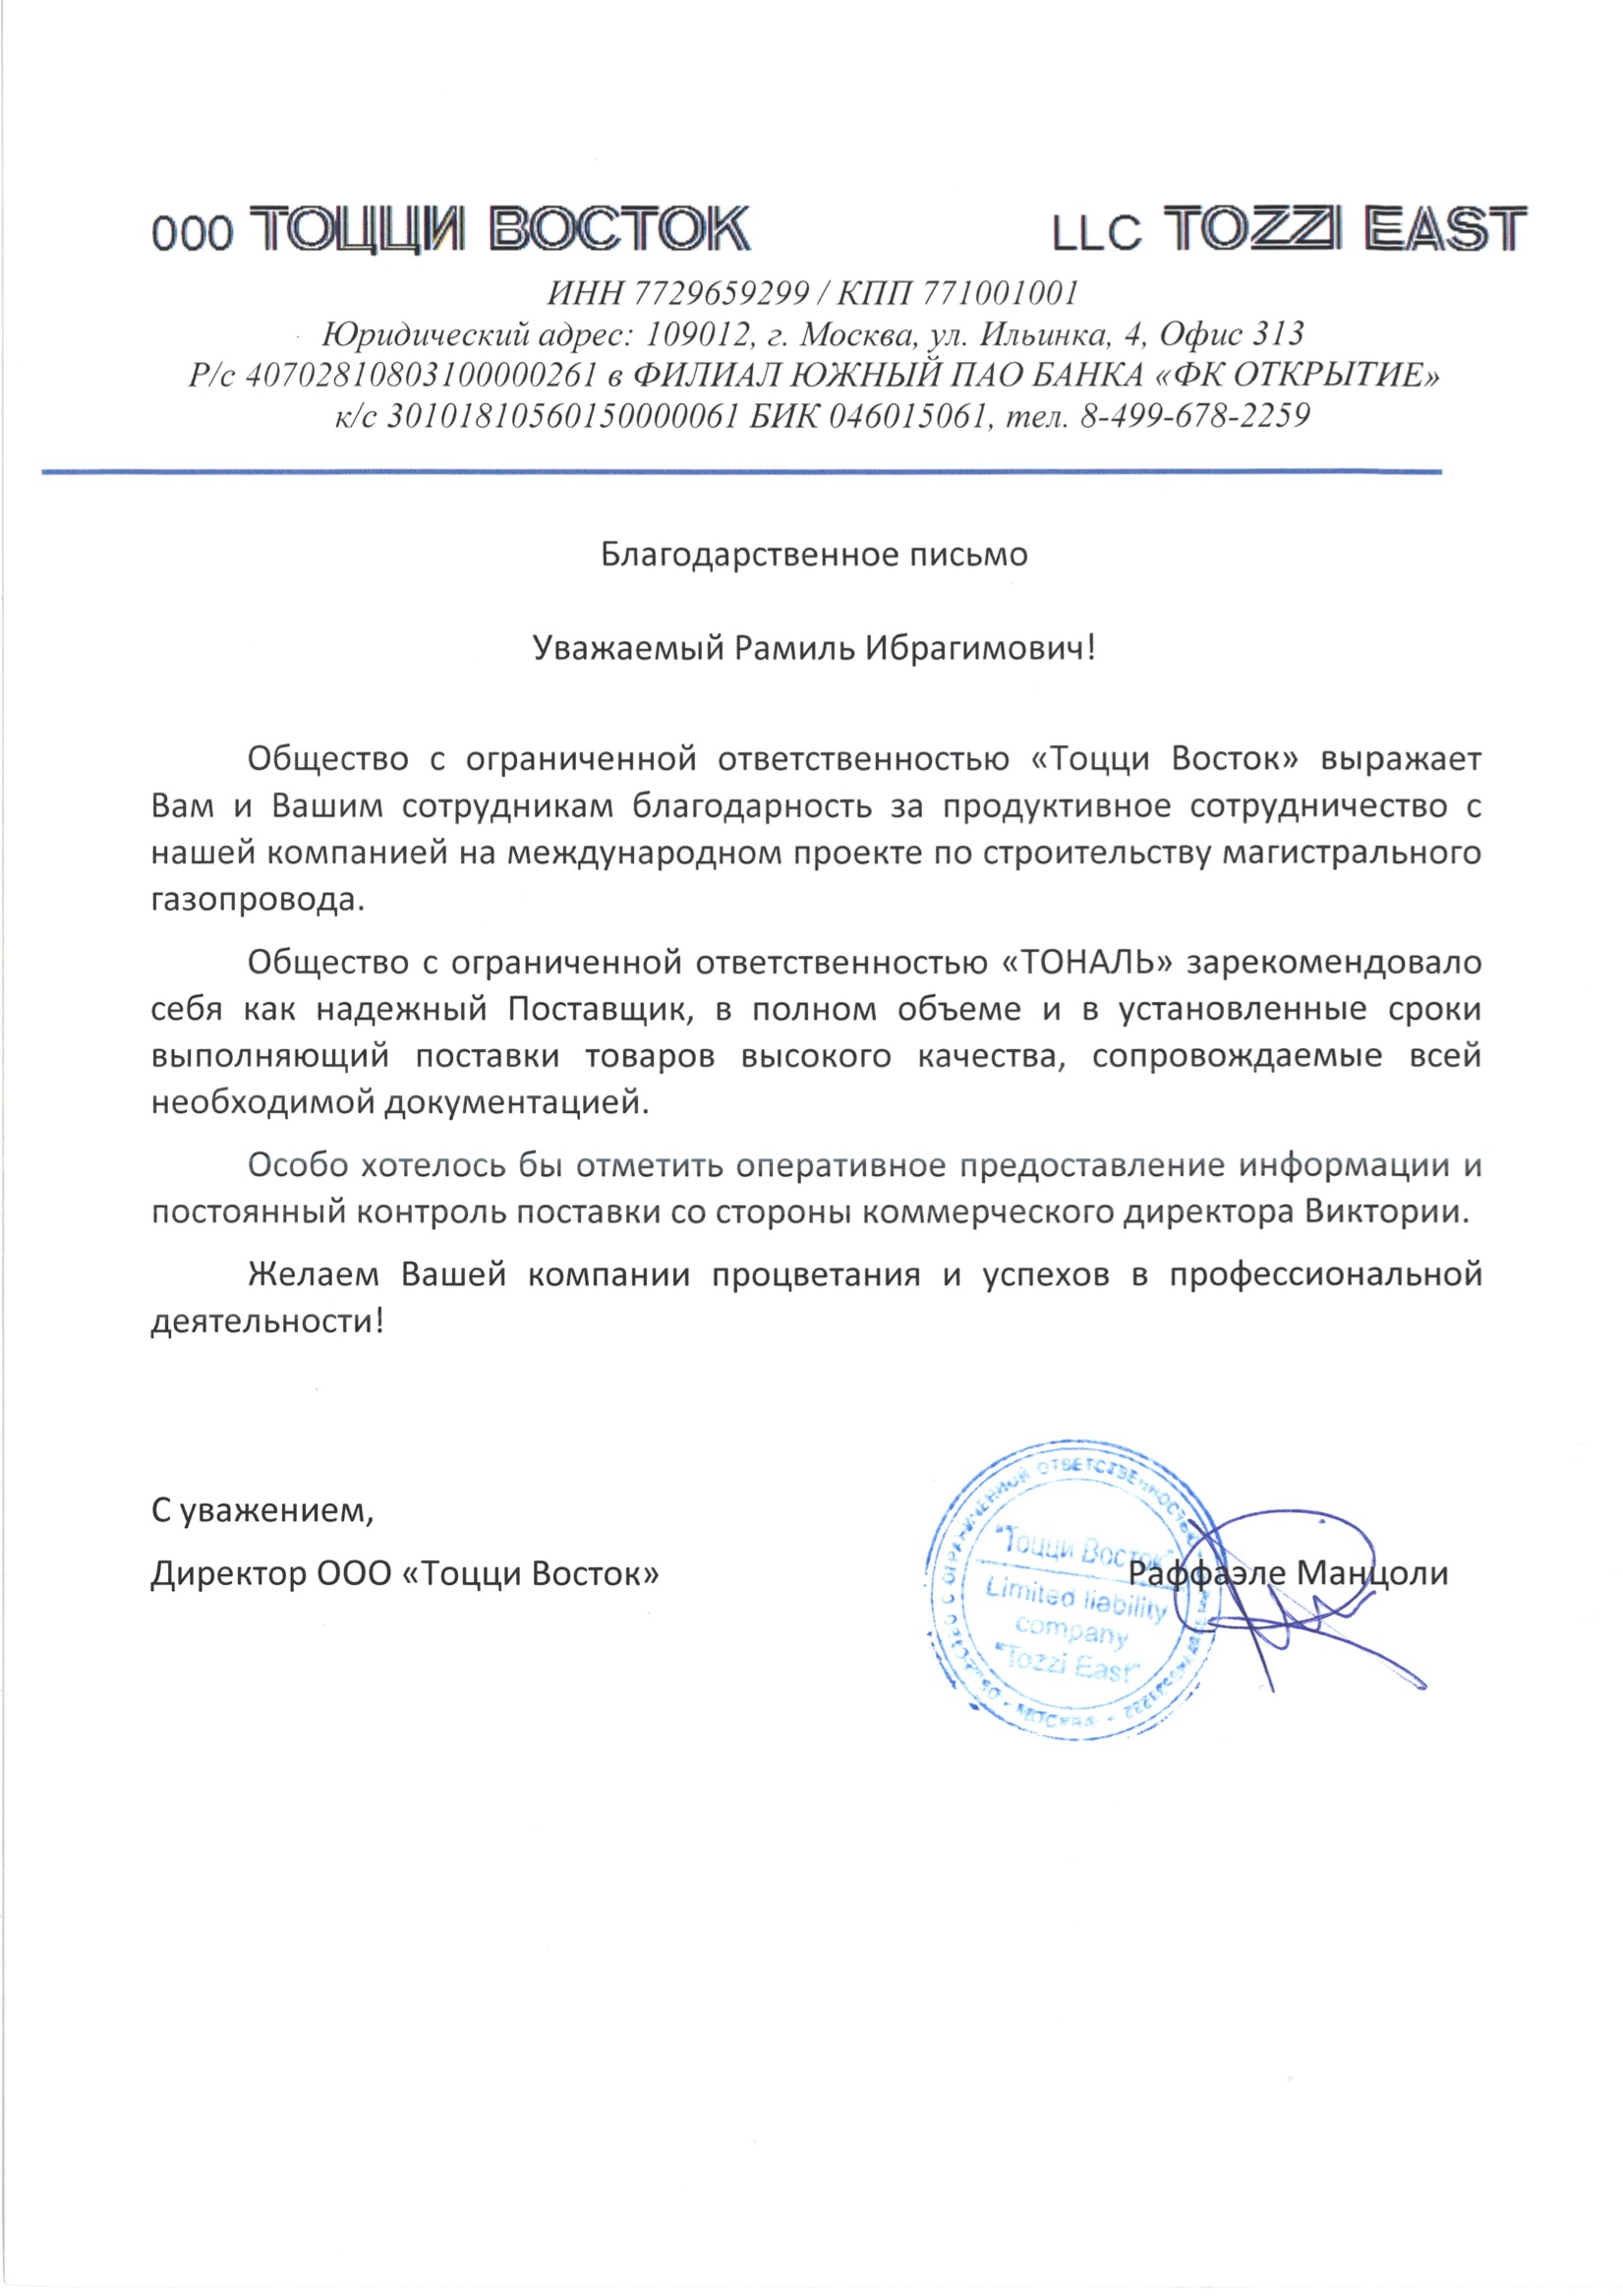 ООО ТОЦЦИ ВОСТОК LLC TOZZI EAST
ИНН 7729659299 / КПП 771001001
Юридический адрес: 109012, г. Москва, ул. Ильинка, 4, Офис 313
Р/с 40702810803100000261 в ФИЛИАЛ ЮЖНЫЙ ПАО БАНКА «ФК ОТКРЫТИЕ»
к/с 30101810560150000061 БИК 046015061, тел. 8-499-678-2259
Благодарственное письмо
Уважаемый Рамиль Ибрагимович!
Общество с ограниченной ответственностью «Тоцци Восток» выражает
Вам и Вашим сотрудникам благодарность за продуктивное сотрудничество с
нашей компанией на международном проекте по строительству магистрального
газопровода.
Общество с ограниченной ответственностью «ТОНАЛЬ» зарекомендовало
себя как надежный Поставщик, в полном объеме и в установленные сроки
выполняющий поставки товаров высокого качества, сопровождаемые всей
необходимой документацией.
Особо хотелось бы отметить оперативное предоставление информации и
постоянный контроль поставки со стороны коммерческого директора Виктории.
Желаем Вашей компании процветания и успехов в профессиональной
деятельности!
С уважением,
Директор ООО «Тоцци Восток» Раффаэле Манцоли
ОБЩЕСТВО С ОГРАНИЧЕННОЙ ОТВЕТСТВЕННОСТЬЮ
"Тоцци Восток"
Limited liability
company
"Tozzi East"
МОСКВА